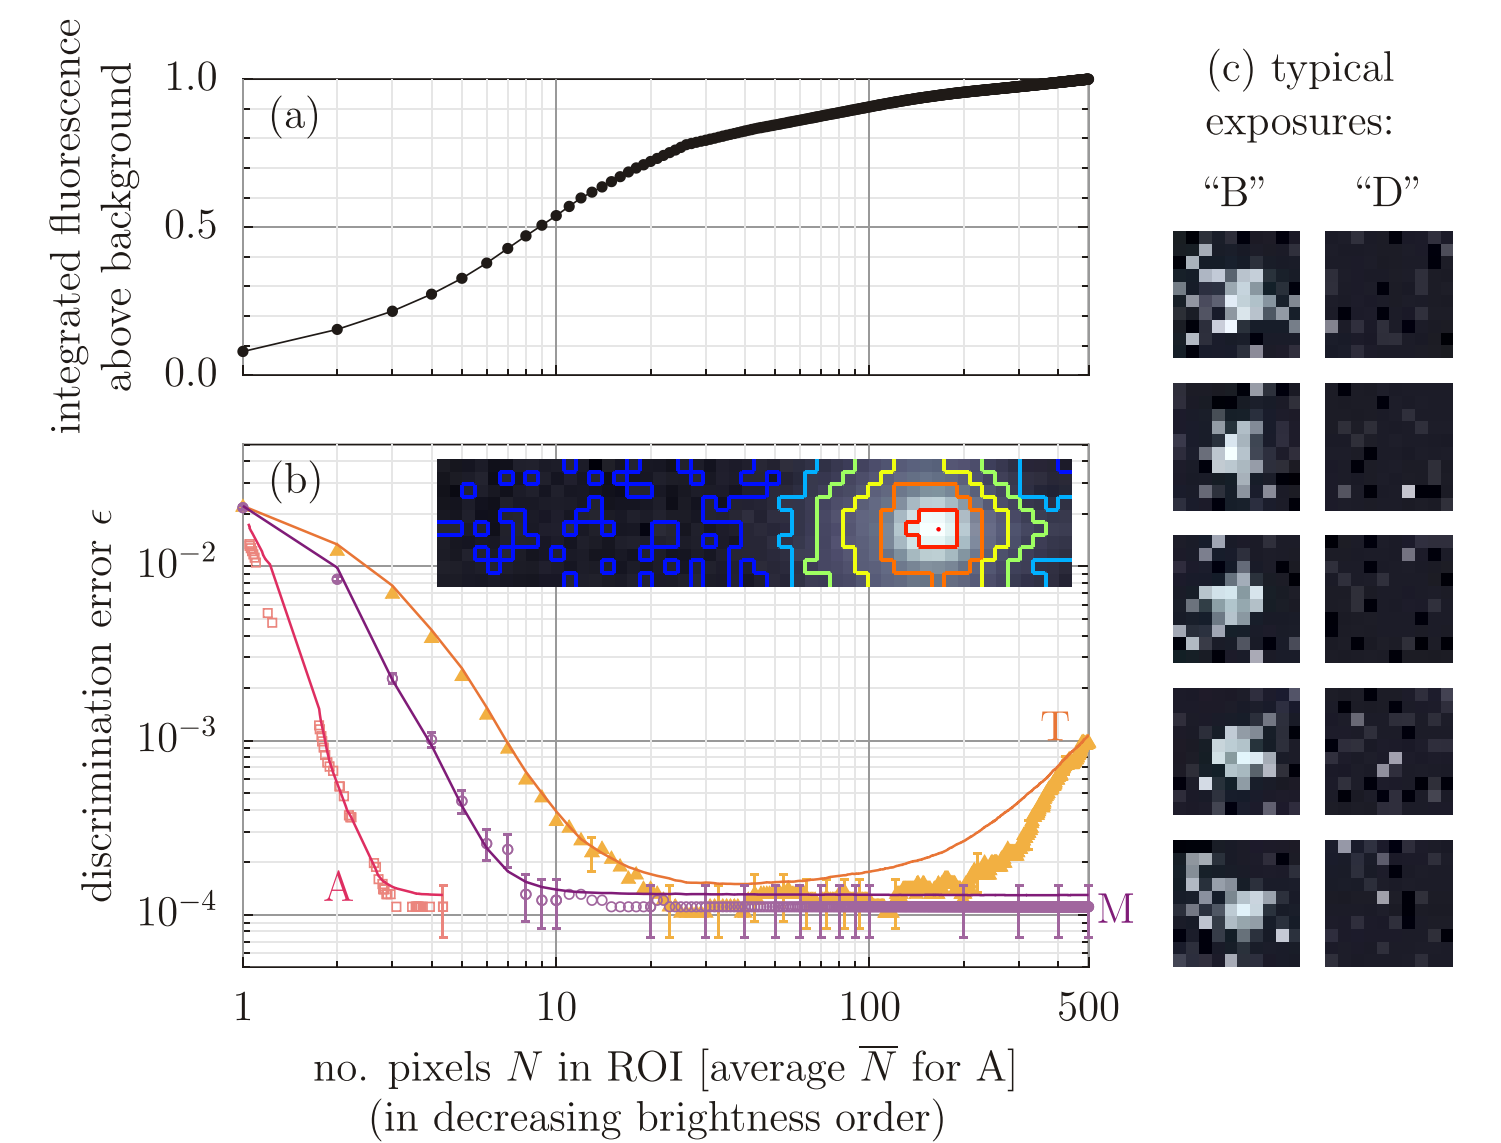 integrated fluorescence
above background
1.0
0.5
0.0
(a)
(b)
discrimination error ϵ
10⁻²
10⁻³
10⁻⁴
A
T
M
1
10
100
500
no. pixels N in ROI [average N̅ for A]
(in decreasing brightness order)
(c) typical
exposures:
“B” “D”